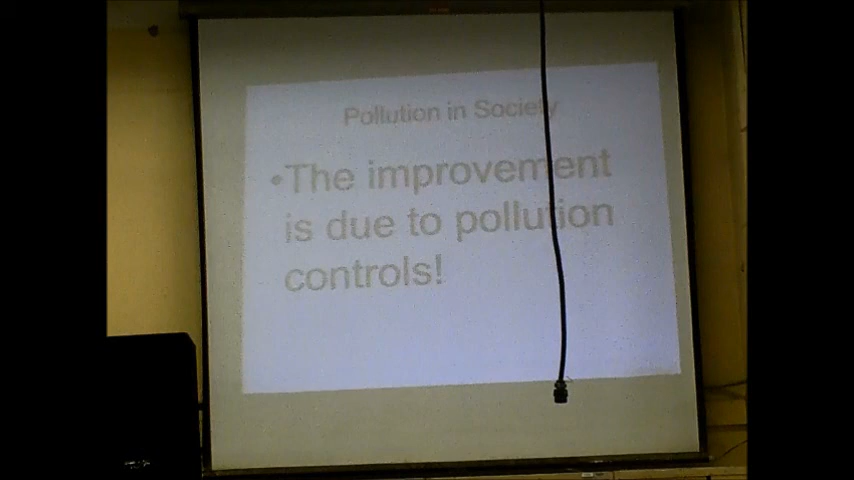 Pollution in Society
•The improvement
is due to pollution
controls!